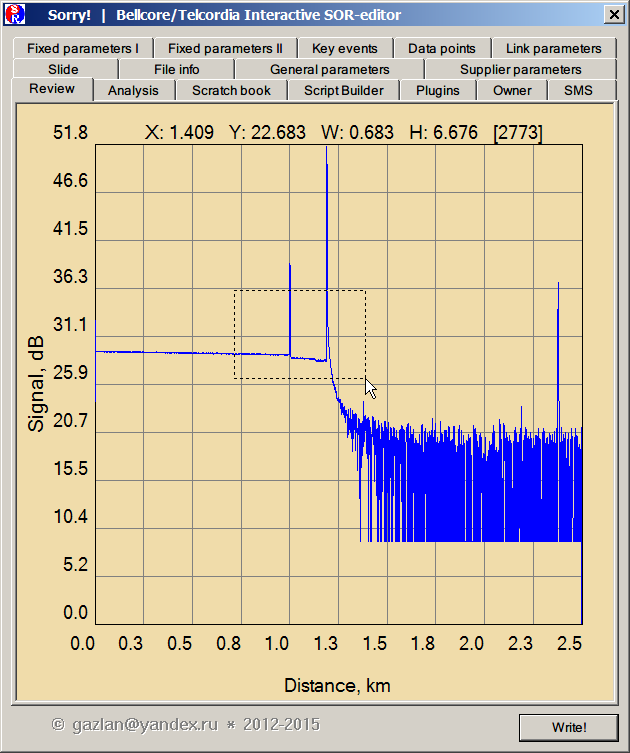 Sorry! | Bellcore/Telcordia Interactive SOR-editor
Fixed parameters I Fixed parameters II Key events Data points Link parameters
Slide File info General parameters Supplier parameters
Review Analysis Scratch book Script Builder Plugins Owner SMS
X: 1.409 Y: 22.683 W: 0.683 H: 6.676 [2773]
51.8
46.6
41.5
36.3
31.1
25.9
20.7
15.5
10.4
5.2
0.0
Signal, dB
0.0 0.3 0.5 0.8 1.0 1.3 1.5 1.8 2.0 2.3 2.5
Distance, km
© gazlan@yandex.ru * 2012-2015
Write!